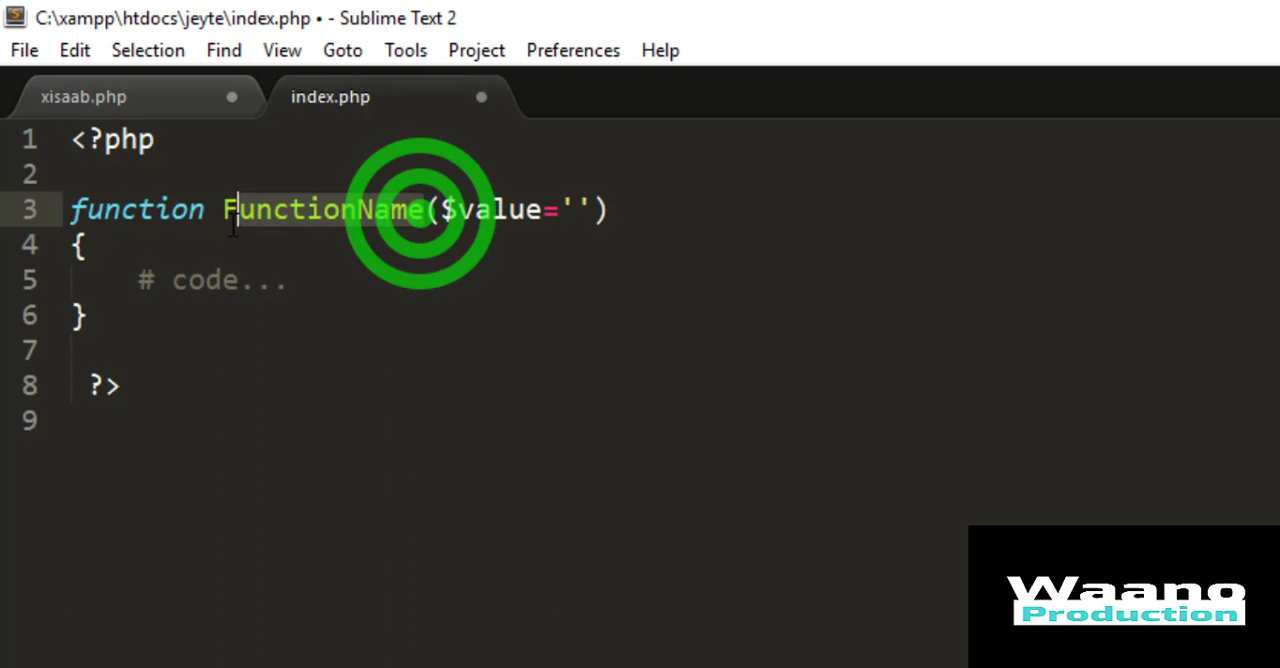 C:\xampp\htdocs\jeyte\index.php • - Sublime Text 2
File Edit Selection Find View Goto Tools Project Preferences Help
xisaab.php index.php
1 <?php
2
3 function FunctionName($value='')
4 {
5 # code...
6 }
7
8 ?>
9
Waano
Production